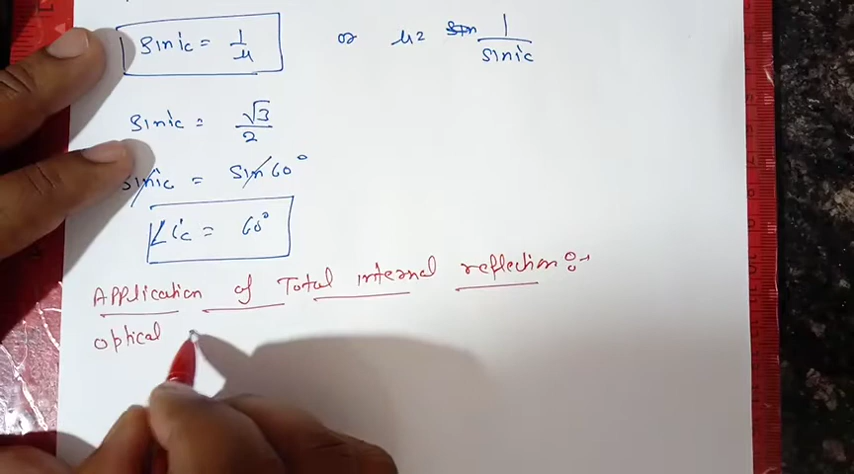 sin ic = 1/μ or μ = 1/sin ic
sin ic = √3/2
sin ic = sin 60°
∠ic = 60°
Application of Total internal reflection :-
optical